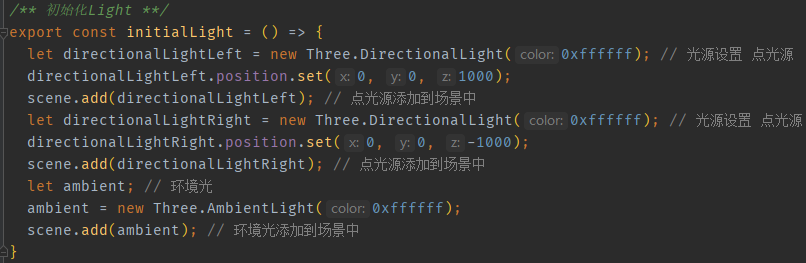 /** 初始化Light **/
export const initialLight = () => {
let directionalLightLeft = new Three.DirectionalLight( color: 0xffffff); // 光源设置 点光源
directionalLightLeft.position.set( x: 0, y: 0, z: 1000);
scene.add(directionalLightLeft); // 点光源添加到场景中
let directionalLightRight = new Three.DirectionalLight( color: 0xffffff); // 光源设置 点光源
directionalLightRight.position.set( x: 0, y: 0, z: -1000);
scene.add(directionalLightRight); // 点光源添加到场景中
let ambient; // 环境光
ambient = new Three.AmbientLight( color: 0xffffff);
scene.add(ambient); // 环境光添加到场景中
}